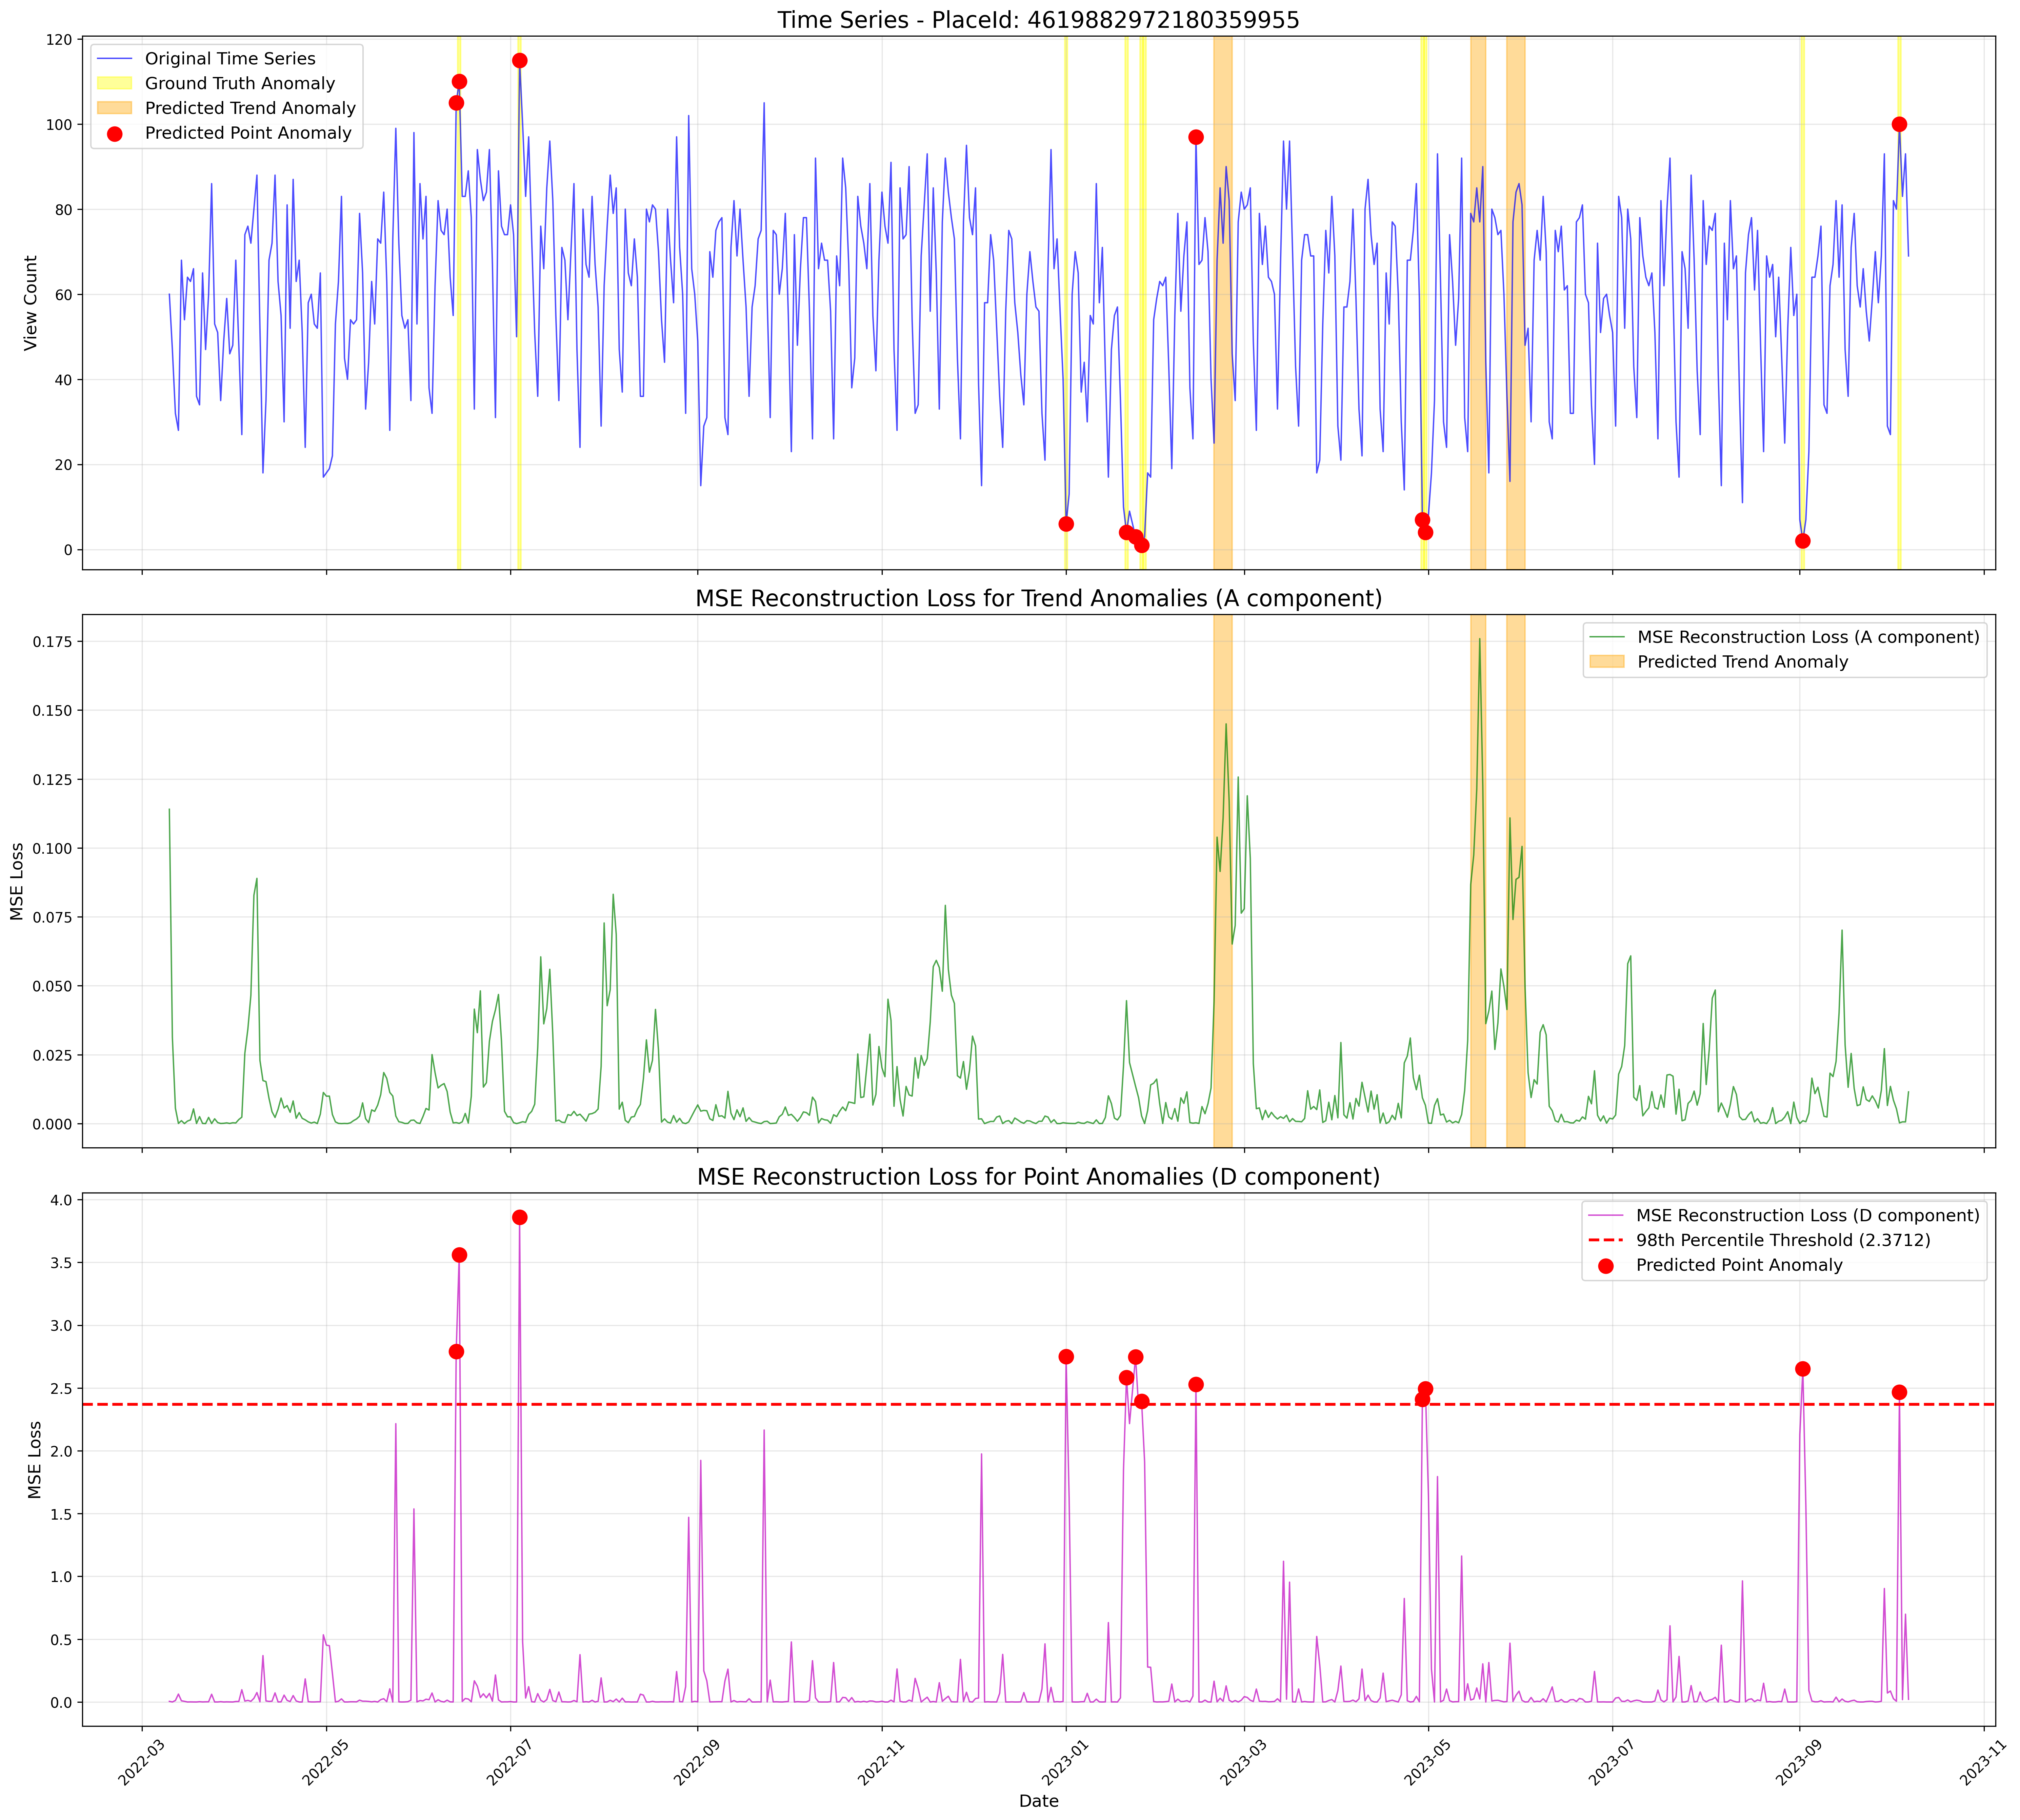 Time Series - PlaceId: 4619882972180359955
120
100
80
60
40
20
0
View Count
Original Time Series
Ground Truth Anomaly
Predicted Trend Anomaly
Predicted Point Anomaly
MSE Reconstruction Loss for Trend Anomalies (A component)
0.175
0.150
0.125
0.100
0.075
0.050
0.025
0.000
MSE Loss
MSE Reconstruction Loss (A component)
Predicted Trend Anomaly
MSE Reconstruction Loss for Point Anomalies (D component)
4.0
3.5
3.0
2.5
2.0
1.5
1.0
0.5
0.0
MSE Loss
MSE Reconstruction Loss (D component)
98th Percentile Threshold (2.3712)
Predicted Point Anomaly
2022-03
2022-05
2022-07
2022-09
2022-11
2023-01
2023-03
2023-05
2023-07
2023-09
2023-11
Date